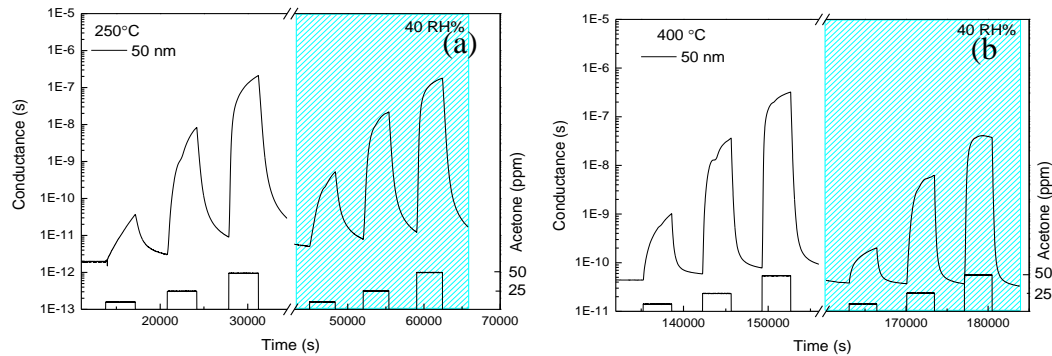 250°C
50 nm
40 RH%
(a)
1E-5
1E-6
1E-7
1E-8
1E-9
1E-10
1E-11
1E-12
1E-13
Conductance (s)
50
25
Acetone (ppm)
20000 30000 50000 60000 70000
Time (s)
400 °C
50 nm
40 RH%
(b)
1E-5
1E-6
1E-7
1E-8
1E-9
1E-10
1E-11
Conductance (s)
50
25
Acetone (ppm)
140000 150000 170000 180000
Time (s)